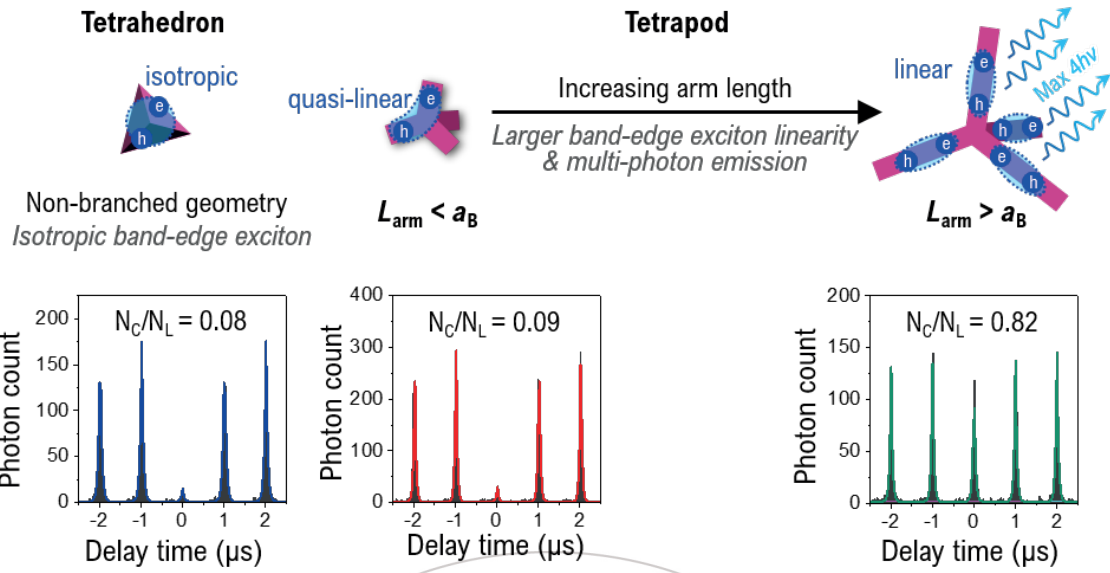 Tetrahedron
isotropic
e
h
Non-branched geometry
Isotropic band-edge exciton
Tetrapod
quasi-linear
e
h
L_arm < a_B
Increasing arm length
Larger band-edge exciton linearity
& multi-photon emission
linear
e
h
h
e
h
e
e
h
Max 4hν
L_arm > a_B
Photon count
200
150
100
50
0
N_C/N_L = 0.08
-2 -1 0 1 2
Delay time (μs)
Photon count
400
300
200
100
0
N_C/N_L = 0.09
-2 -1 0 1 2
Delay time (μs)
Photon count
200
150
100
50
0
N_C/N_L = 0.82
-2 -1 0 1 2
Delay time (μs)